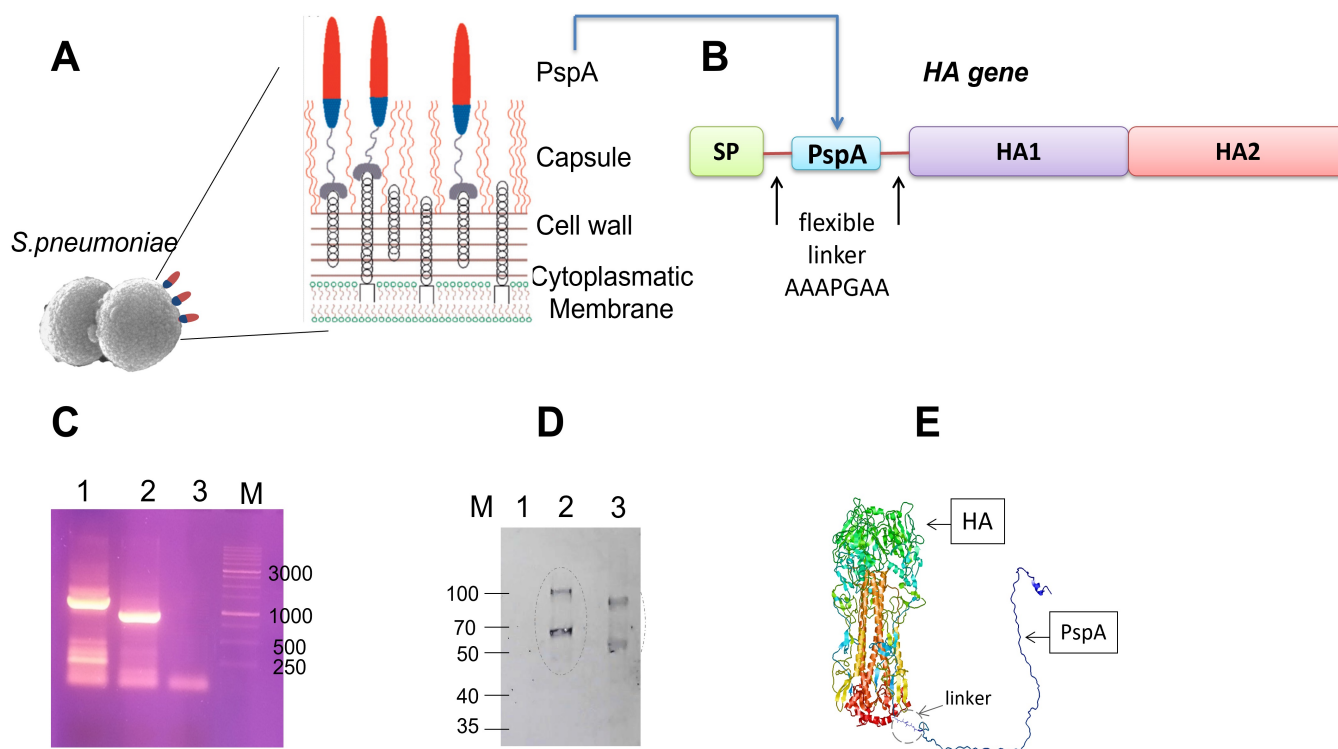 A
PspA
Capsule
Cell wall
Cytoplasmatic
Membrane
S.pneumoniae
B
HA gene
SP
PspA
HA1
HA2
flexible
linker
AAAPGAA
C
1 2 3 M
3000
1000
500
250
D
M 1 2 3
100
70
50
40
35
E
HA
PspA
linker